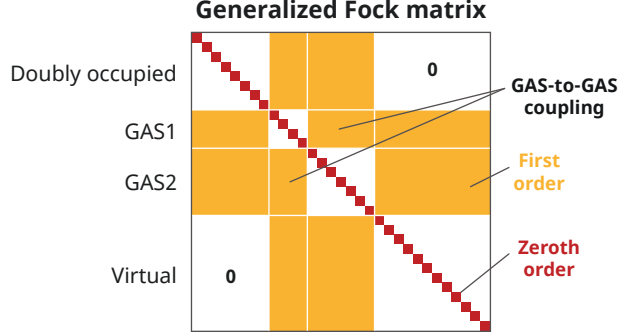 Generalized Fock matrix
Doubly occupied
0
GAS-to-GAS
coupling
GAS1
GAS2
First
order
Virtual
0
Zeroth
order